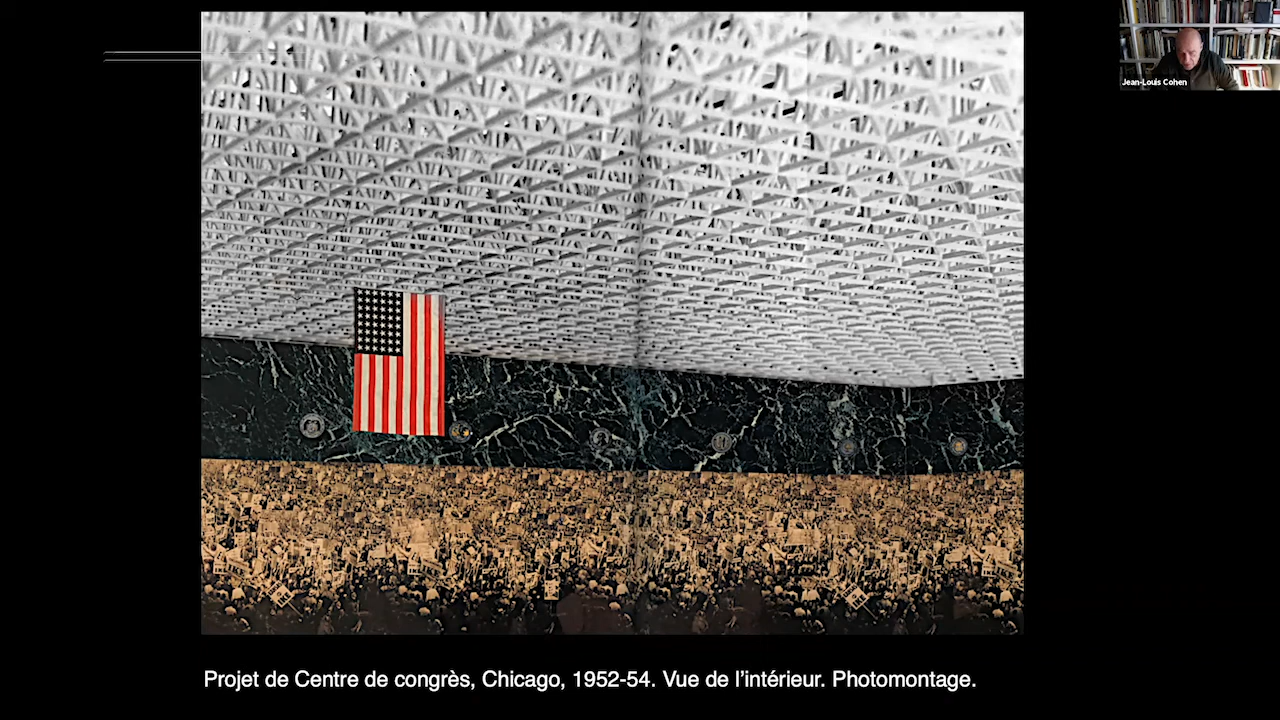 Jean-Louis Cohen
Projet de Centre de congrès, Chicago, 1952-54. Vue de l’intérieur. Photomontage.